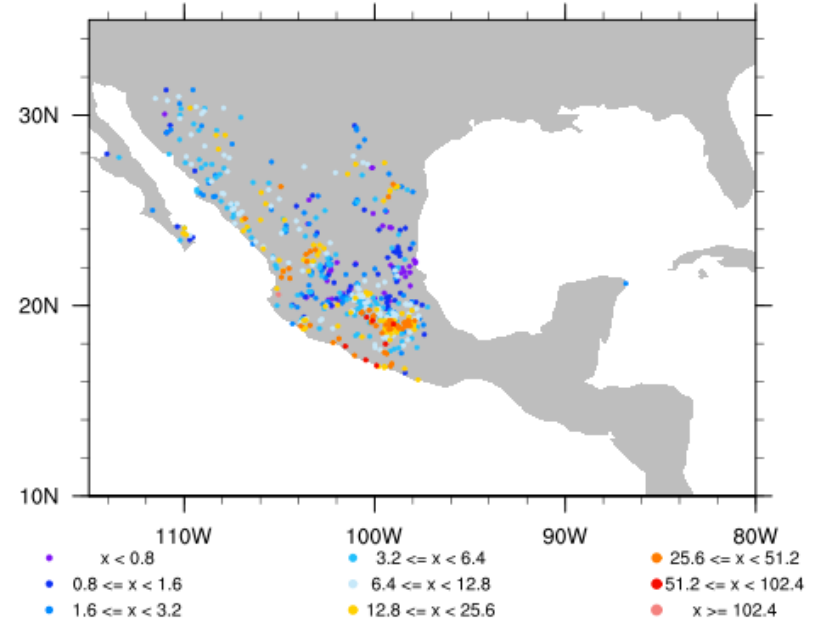 30N
20N
10N
110W 100W 90W 80W
x < 0.8 3.2 <= x < 6.4 25.6 <= x < 51.2
0.8 <= x < 1.6 6.4 <= x < 12.8 51.2 <= x < 102.4
1.6 <= x < 3.2 12.8 <= x < 25.6 x >= 102.4